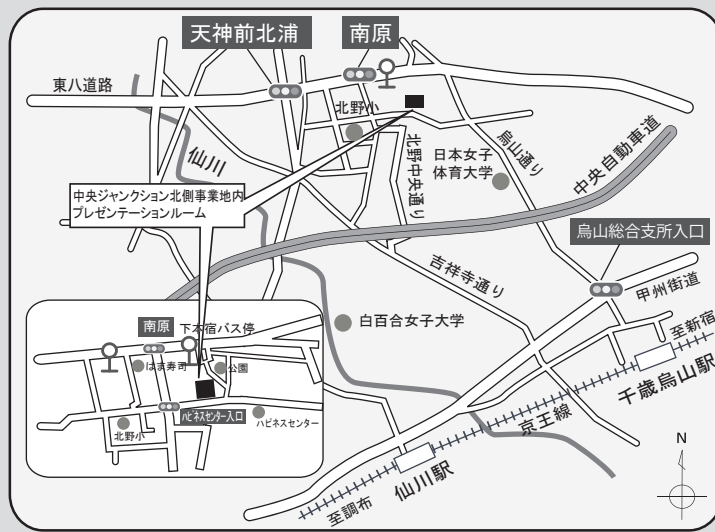 天神前北浦
南原
東八道路
北野小
仙川
北野中央通り
日本女子
体育大学
烏山通り
中央自動車道
中央ジャンクション北側事業地内
プレゼンテーションルーム
烏山総合支所入口
吉祥寺通り
甲州街道
白百合女子大学
至新宿
南原
下本宿バス停
はま寿司
公園
千歳烏山駅
ハピネスセンター入口
ハピネスセンター
北野小
京王線
仙川駅
至調布
N